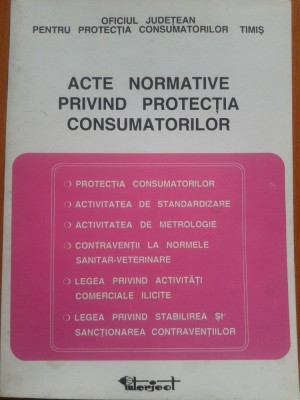 OFICIUL JUDEȚEAN
PENTRU PROTECȚIA CONSUMATORILOR TIMIȘ
ACTE NORMATIVE
PRIVIND PROTECȚIA
CONSUMATORILOR
PROTECȚIA CONSUMATORILOR
ACTIVITATEA DE STANDARDIZARE
ACTIVITATEA DE METROLOGIE
CONTRAVENȚII LA NORMELE
SANITAR-VETERINARE
LEGEA PRIVIND ACTIVITĂȚI
COMERCIALE ILICITE
LEGEA PRIVIND STABILIREA ȘI
SANCȚIONAREA CONTRAVENȚIILOR